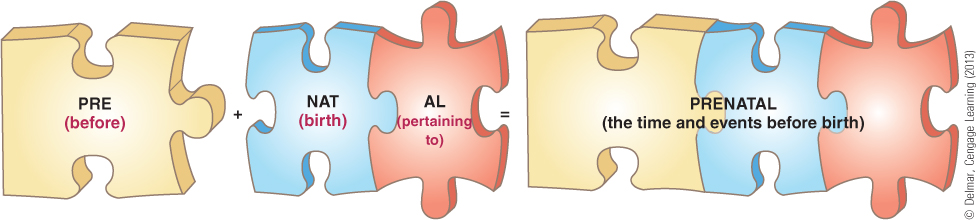 PRE
(before)
+
NAT
(birth)
AL
(pertaining
to)
=
PRENATAL
(the time and events before birth)
© Delmar, Cengage Learning (2013)